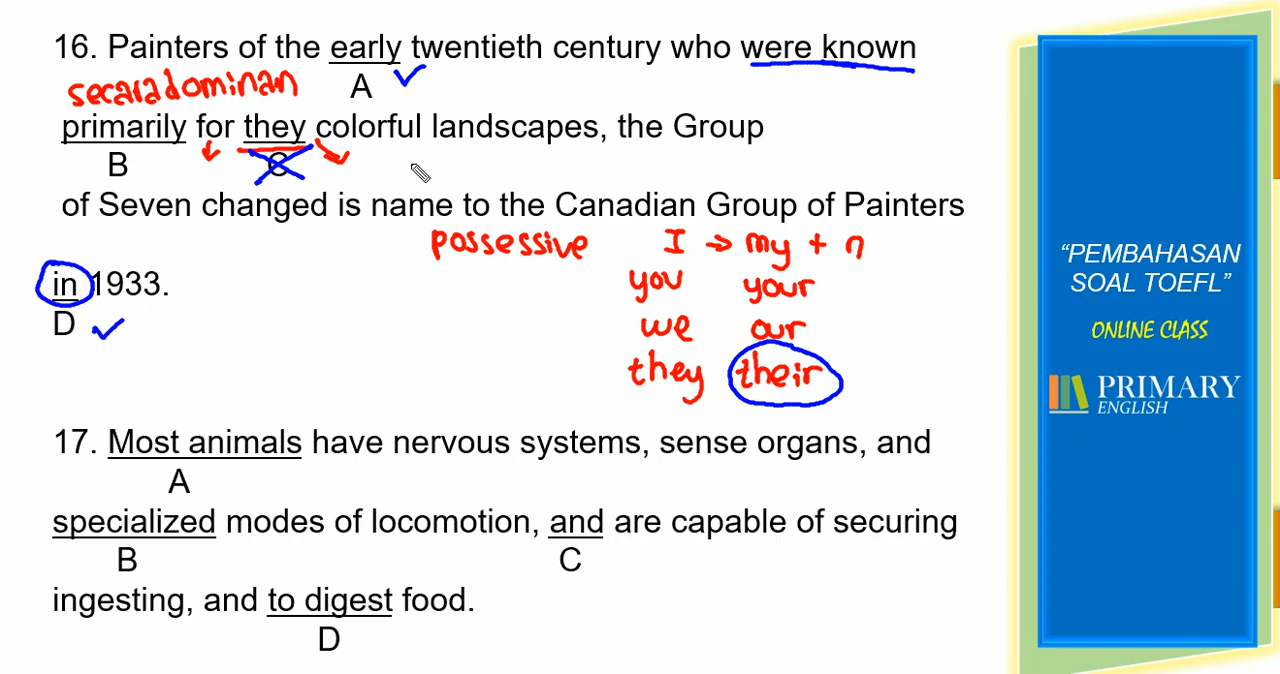 16. Painters of the early twentieth century who were known
secara dominan
A
primarily for they colorful landscapes, the Group
B
C
of Seven changed is name to the Canadian Group of Painters
possessive
I → my + n
in 1933.
you your
D
we our
they their
17. Most animals have nervous systems, sense organs, and
A
specialized modes of locomotion, and are capable of securing
B
C
ingesting, and to digest food.
D
“PEMBAHASAN
SOAL TOEFL”
ONLINE CLASS
PRIMARY
ENGLISH